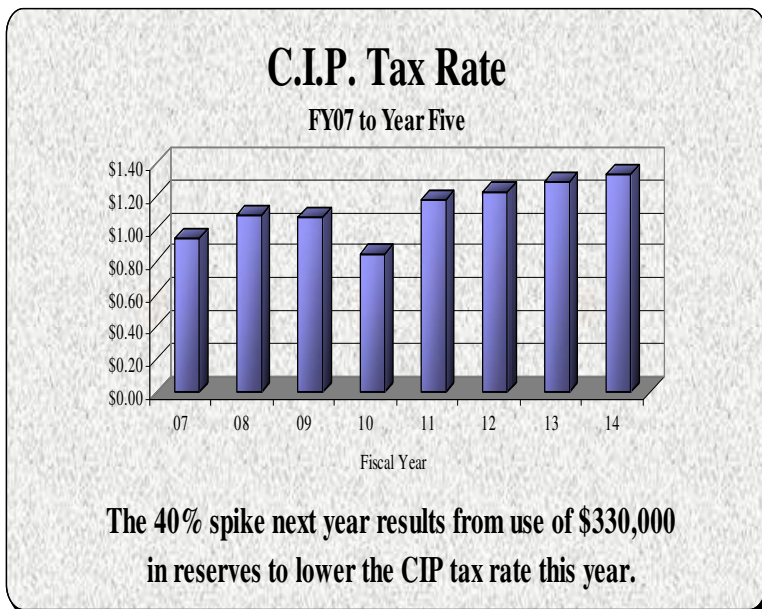 C.I.P. Tax Rate
FY07 to Year Five
$1.40
$1.20
$1.00
$0.80
$0.60
$0.40
$0.20
$0.00
07 08 09 10 11 12 13 14
Fiscal Year
The 40% spike next year results from use of $330,000
in reserves to lower the CIP tax rate this year.